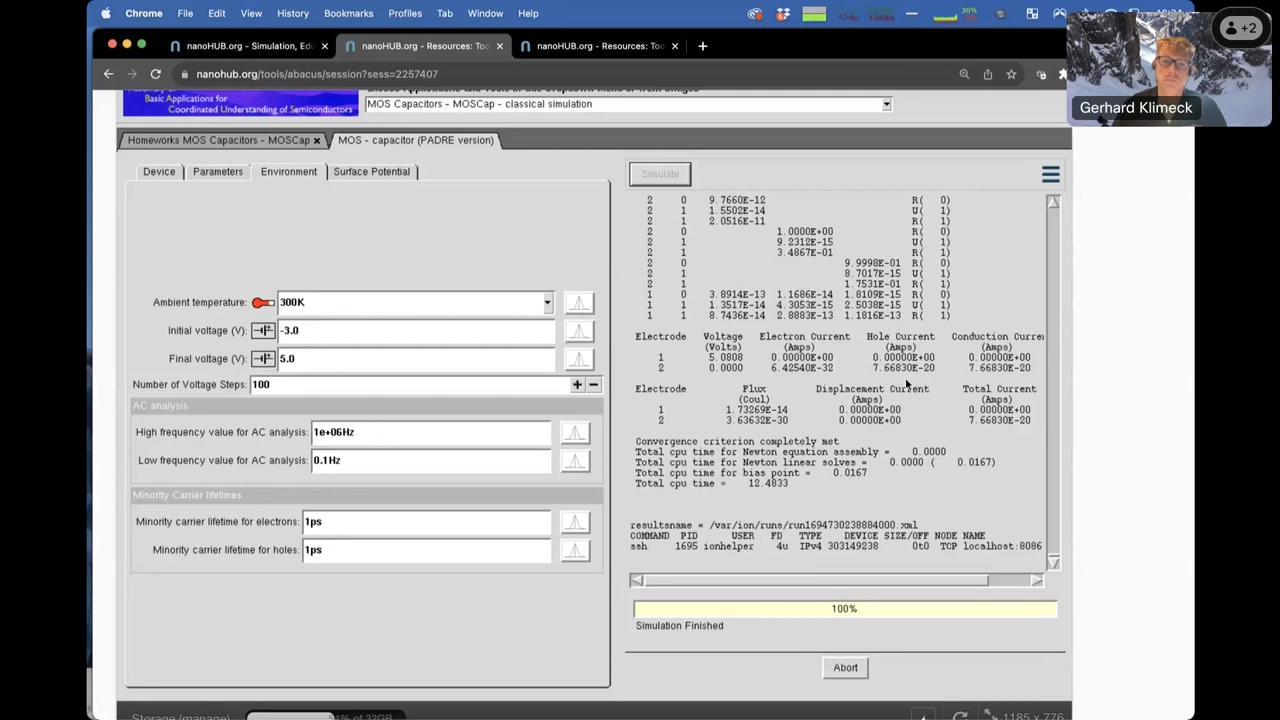 Chrome File Edit View History Bookmarks Profiles Tab Window Help 36%
nanoHUB.org - Simulation, Edu nanoHUB.org - Resources: Too nanoHUB.org - Resources: Too
+2
nanohub.org/tools/abacus/session?sess=2257407
Gerhard Klimeck
Basic Applications for
Coordinated Understanding of Semiconductors
MOS Capacitors - MOSCap - classical simulation
Homeworks MOS Capacitors - MOSCap MOS - capacitor (PADRE version)
Device Parameters Environment Surface Potential
Ambient temperature: 300K
Initial voltage (V): -3.0
Final voltage (V): 5.0
Number of Voltage Steps: 100
AC analysis
High frequency value for AC analysis: 1e+06Hz
Low frequency value for AC analysis: 0.1Hz
Minority Carrier lifetimes
Minority carrier lifetime for electrons: 1ps
Minority carrier lifetime for holes: 1ps
Simulate
2 0 9.7660E-12 R( 0)
2 1 1.5502E-14 U( 1)
2 1 2.0516E-11 R( 1)
2 0 1.0000E+00 R( 0)
2 1 9.2312E-15 U( 1)
2 1 3.4867E-01 R( 1)
2 0 9.9998E-01 R( 0)
2 1 8.7017E-15 U( 1)
2 1 1.7531E-01 R( 1)
1 0 3.8914E-13 1.1686E-14 1.8109E-15 R( 0)
1 1 1.3517E-14 4.3053E-15 2.5038E-15 U( 1)
1 1 8.7436E-14 2.8883E-13 1.1816E-13 R( 1)
Electrode Voltage Electron Current Hole Current Conduction Curren
(Volts) (Amps) (Amps) (Amps)
1 5.0808 0.00000E+00 0.00000E+00 0.00000E+00
2 0.0000 6.42540E-32 7.66830E-20 7.66830E-20
Electrode Flux Displacement Current Total Current
(Coul) (Amps) (Amps)
1 1.73269E-14 0.00000E+00 0.00000E+00
2 3.63632E-30 0.00000E+00 7.66830E-20
Convergence criterion completely met
Total cpu time for Newton equation assembly = 0.0000
Total cpu time for Newton linear solves = 0.0000 ( 0.0167)
Total cpu time for bias point = 0.0167
Total cpu time = 12.4833
resultsname = /var/ion/runs/run1694730238884000.xml
COMMAND PID USER FD TYPE DEVICE SIZE/OFF NODE NAME
ssh 1695 ionhelper 4u IPv4 303149238 0t0 TCP localhost:8086
100%
Simulation Finished
Abort
Storage (manage) of 32GB
1185 x 776